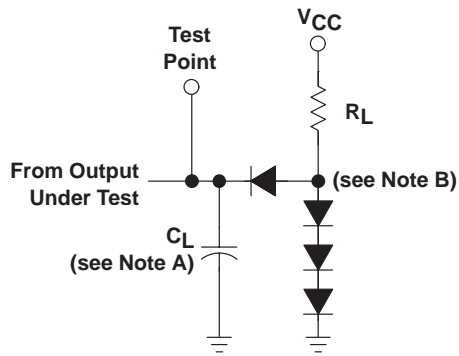 Test
Point
VCC
RL
From Output
Under Test
(see Note B)
CL
(see Note A)